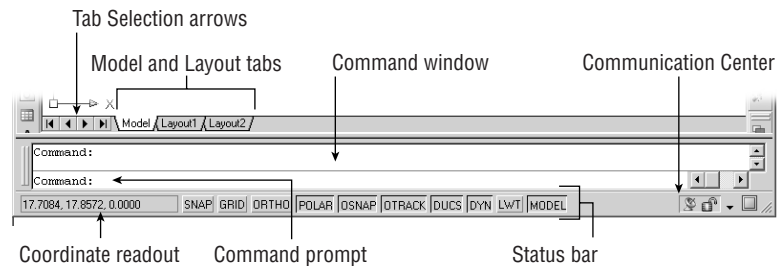 Tab Selection arrows
Model and Layout tabs
Command window
Communication Center
X
Model
Layout1
Layout2
Command:
Command:
17.7084, 17.8572, 0.0000
SNAP GRID ORTHO POLAR OSNAP OTRACK DUCS DYN LWT MODEL
Coordinate readout
Command prompt
Status bar